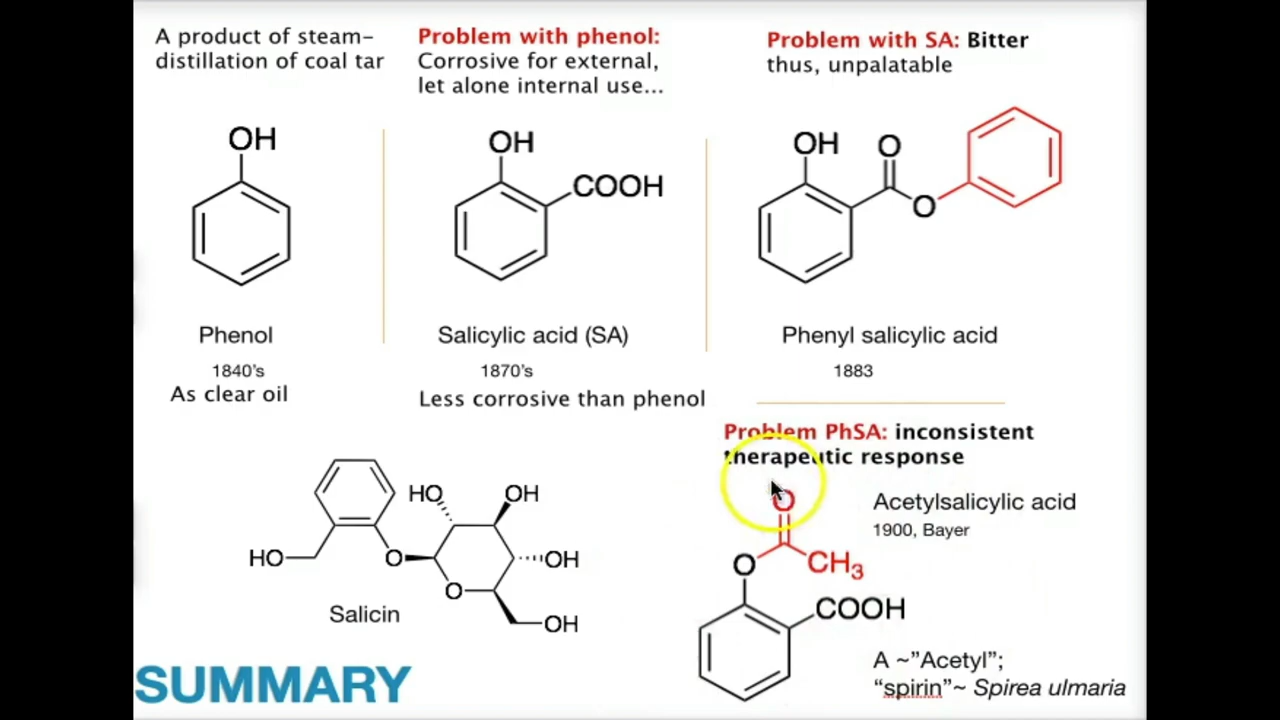 A product of steam-
distillation of coal tar
Problem with phenol:
Corrosive for external,
let alone internal use...
Problem with SA: Bitter
thus, unpalatable
OH
OH
COOH
OH
O
O
Phenol
1840's
As clear oil
Salicylic acid (SA)
1870's
Less corrosive than phenol
Phenyl salicylic acid
1883
Problem PhSA: inconsistent
therapeutic response
HO
OH
HO
O
OH
O
OH
Salicin
O
O
CH3
COOH
Acetylsalicylic acid
1900, Bayer
A ~"Acetyl";
"spirin"~ Spirea ulmaria
SUMMARY